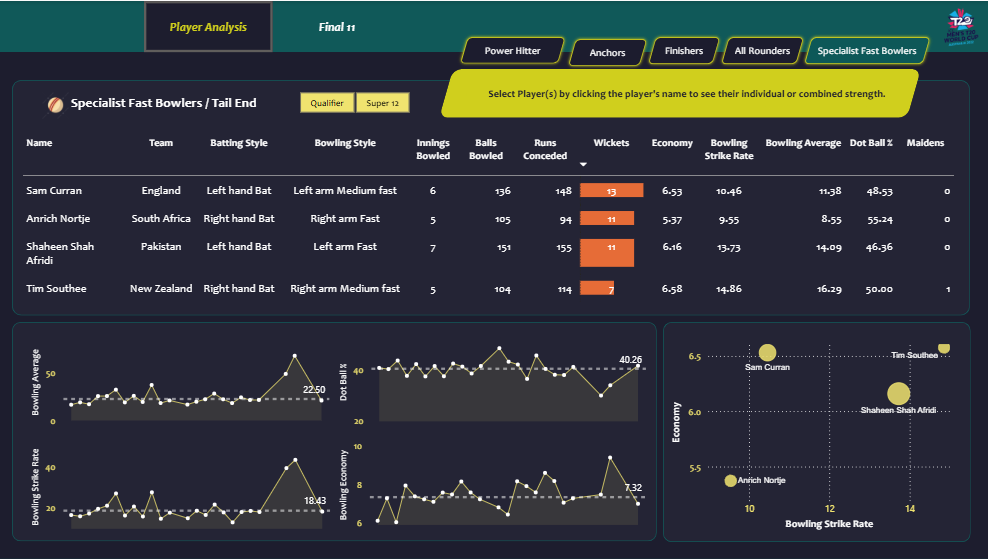 Player Analysis
Final 11
T20
MEN'S T20
WORLD CUP
Power Hitter
Anchors
Finishers
All Rounders
Specialist Fast Bowlers
Select Player(s) by clicking the player's name to see their individual or combined strength.
Specialist Fast Bowlers / Tail End
Qualifier
Super 12
Name Team Batting Style Bowling Style Innings Bowled Balls Bowled Runs Conceded Wickets Economy Bowling Strike Rate Bowling Average Dot Ball % Maidens
Sam Curran England Left hand Bat Left arm Medium fast 6 136 148 13 6.53 10.46 11.38 48.53 0
Anrich Nortje South Africa Right hand Bat Right arm Fast 5 105 94 11 5.37 9.55 8.55 55.24 0
Shaheen Shah Afridi Pakistan Left hand Bat Left arm Fast 7 151 155 11 6.16 13.73 14.09 46.36 0
Tim Southee New Zealand Right hand Bat Right arm Medium fast 5 104 114 7 6.58 14.86 16.29 50.00 1
Bowling Average
50
0
22.50
Dot Ball %
40
20
40.26
Bowling Strike Rate
40
20
18.43
Bowling Economy
10
8
6
7.32
Economy
6.5
6.0
5.5
Sam Curran
Tim Southee
Shaheen Shah Afridi
Anrich Nortje
10
12
14
Bowling Strike Rate